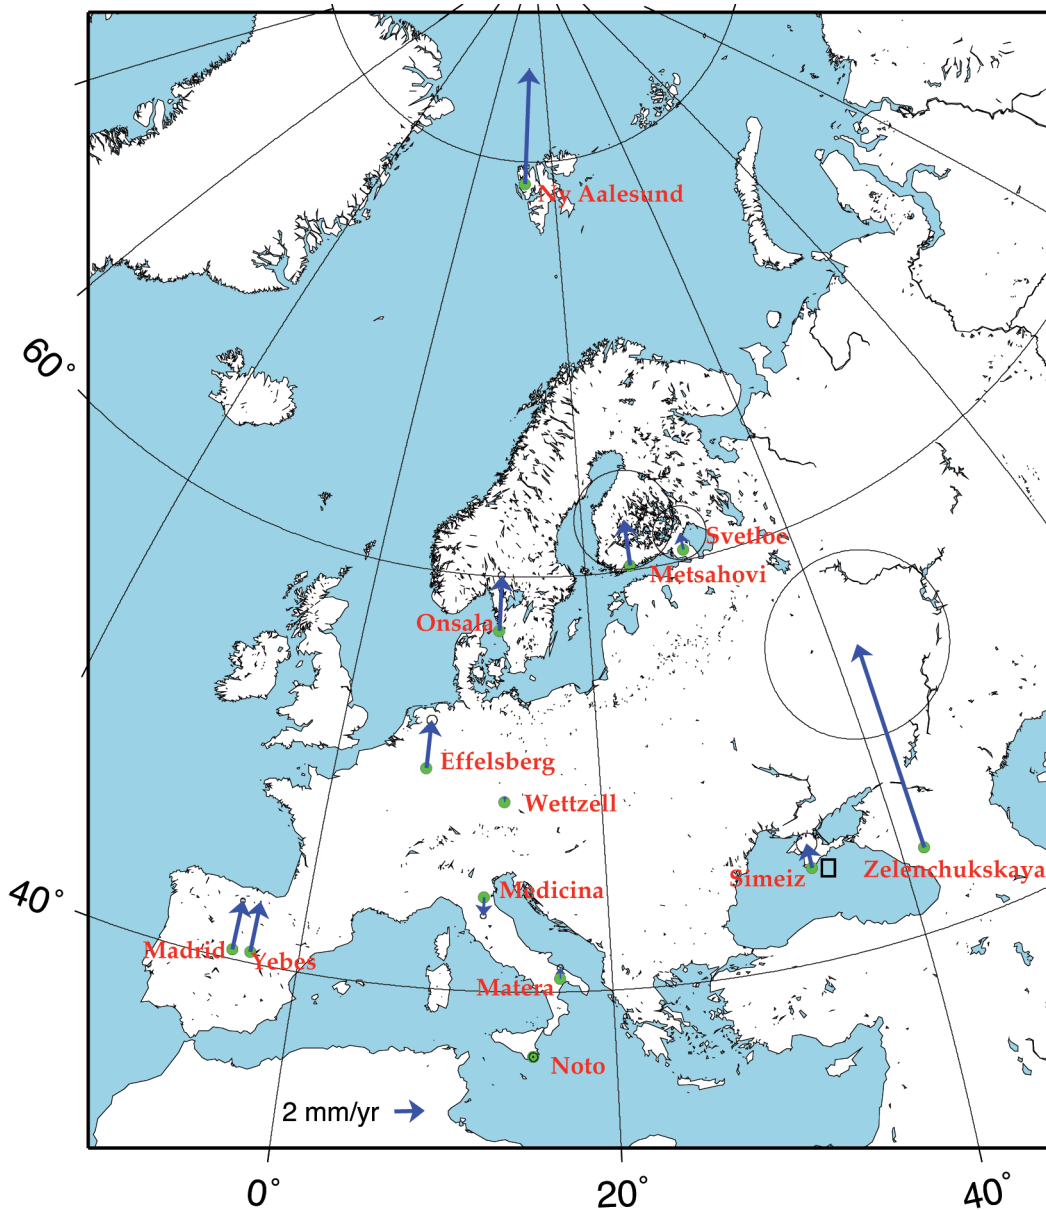 Ny Aalesund
60°
Svetloe
Metsahovi
Onsala
Effelsberg
Wettzell
Zelenchukskaya
Simeiz
Medicina
40°
Madrid
Yebes
Matera
Noto
2 mm/yr
0°
20°
40°